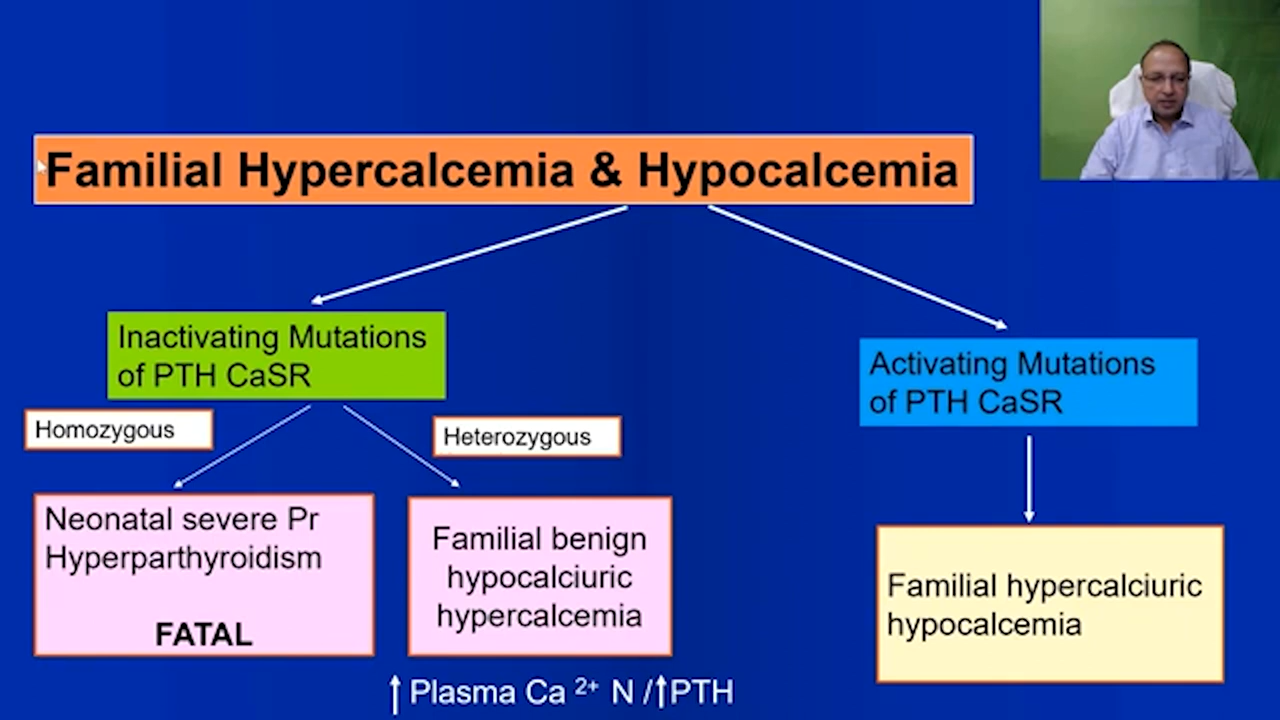 Familial Hypercalcemia & Hypocalcemia
Inactivating Mutations
of PTH CaSR
Activating Mutations
of PTH CaSR
Homozygous
Heterozygous
Neonatal severe Pr
Hyperparthyroidism
FATAL
Familial benign
hypocalciuric
hypercalcemia
Familial hypercalciuric
hypocalcemia
↑ Plasma Ca ²⁺ N /↑PTH